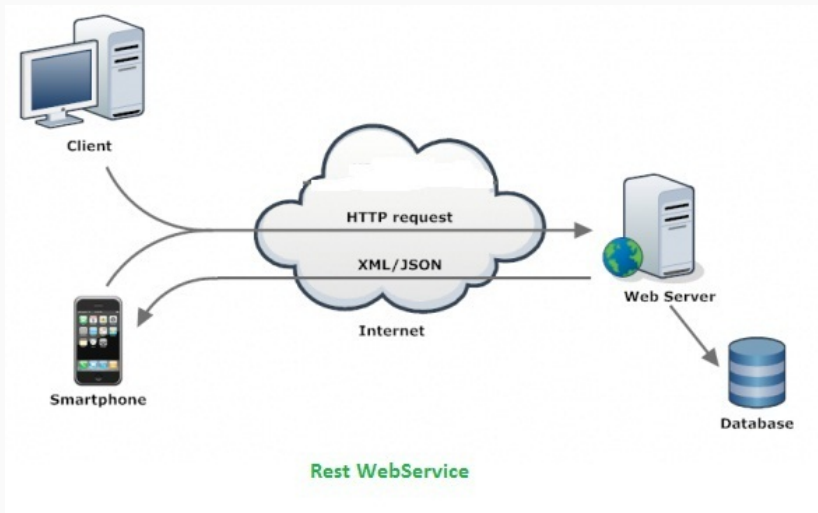 Client
HTTP request
XML/JSON
Internet
Web Server
Smartphone
Database
Rest WebService